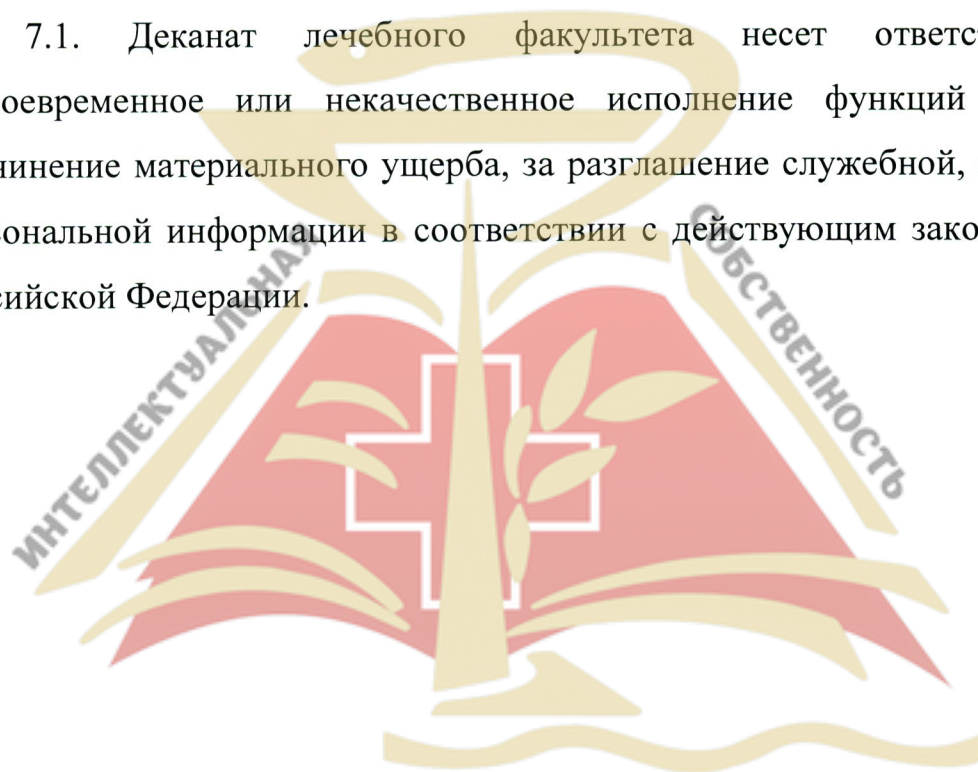 7.1. Деканат лечебного факультета несет ответс
оевременное или некачественное исполнение функций
инение материального ущерба, за разглашение служебной,
ональной информации в соответствии с действующим зако
сийской Федерации.
ИНТЕЛЛЕКТУАЛЬНАЯ
СОБСТВЕННОСТЬ